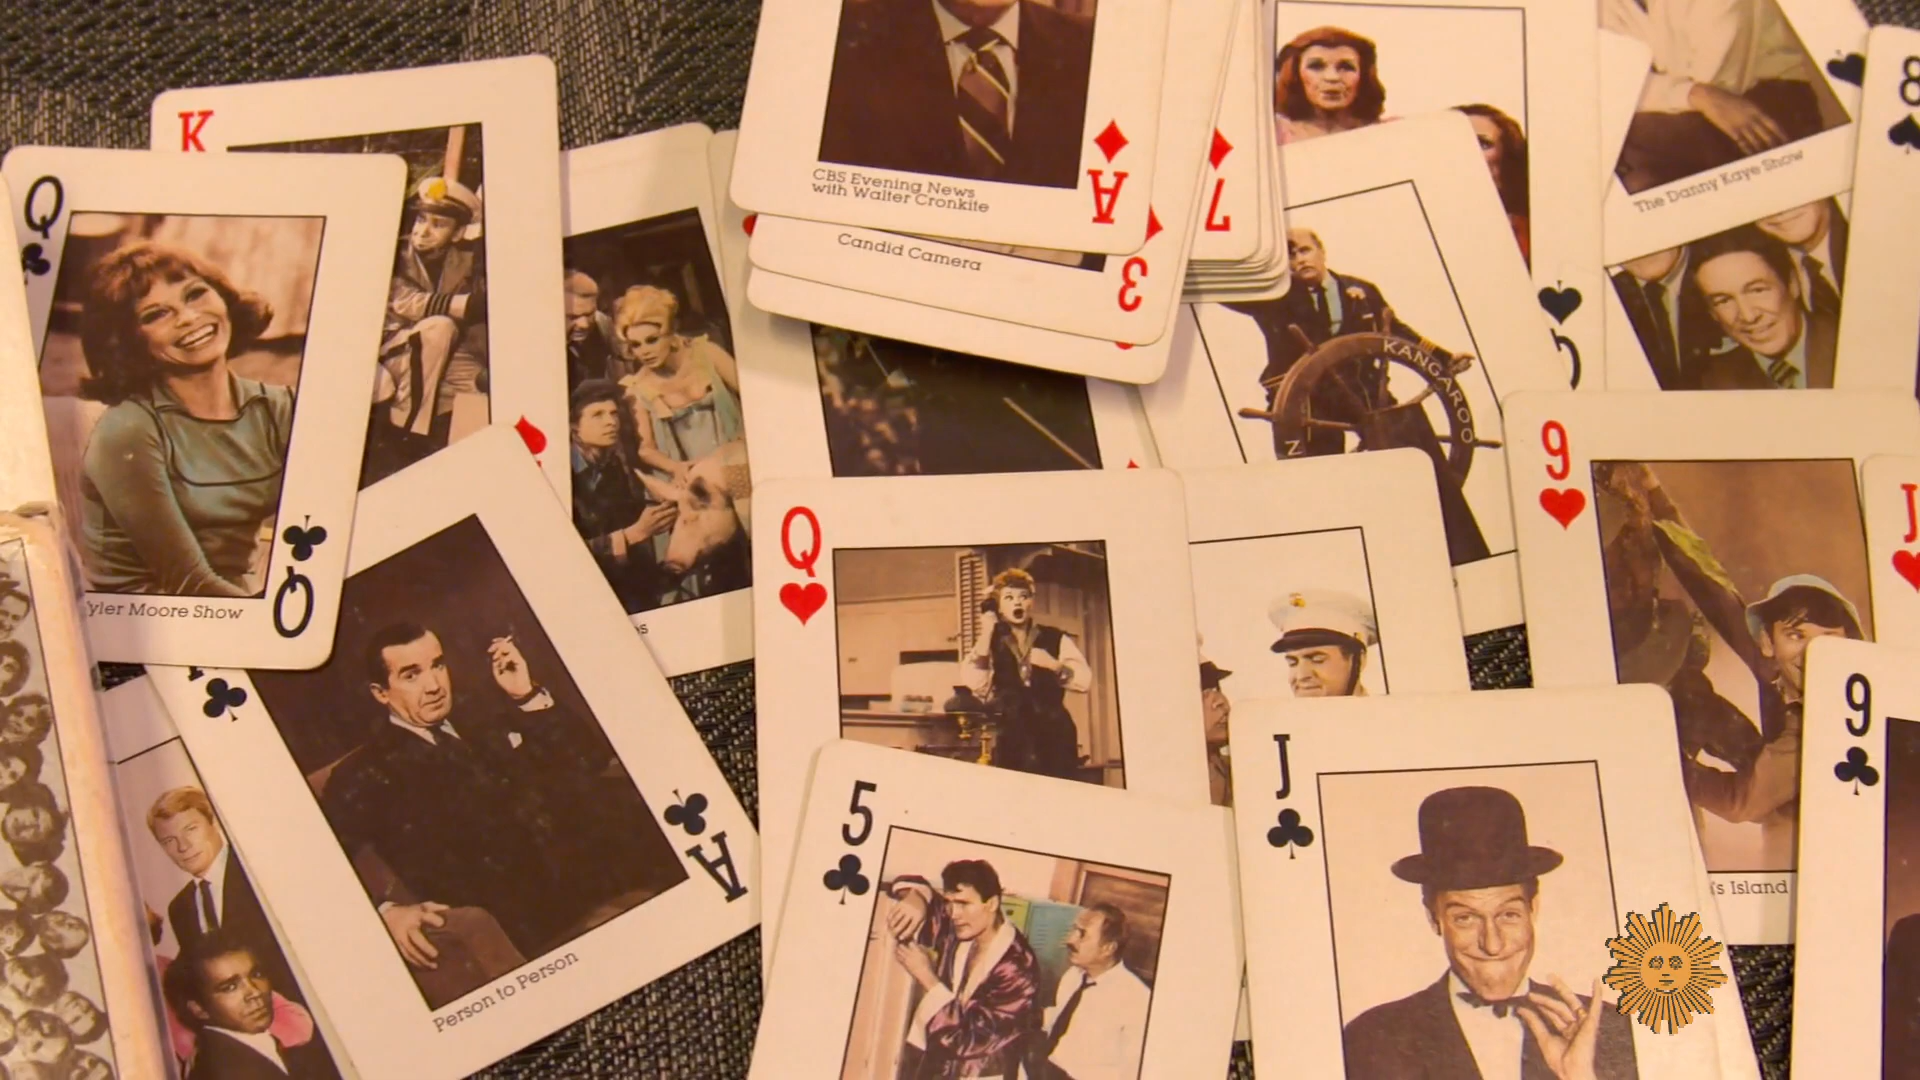 K
Q
CBS Evening News
with Walter Cronkite
A
7
Candid Camera
3
The Danny Kaye Show
8
KANGAROO
9
J
Q
yler Moore Show
Q
s
A
Person to Person
5
J
's Island
9